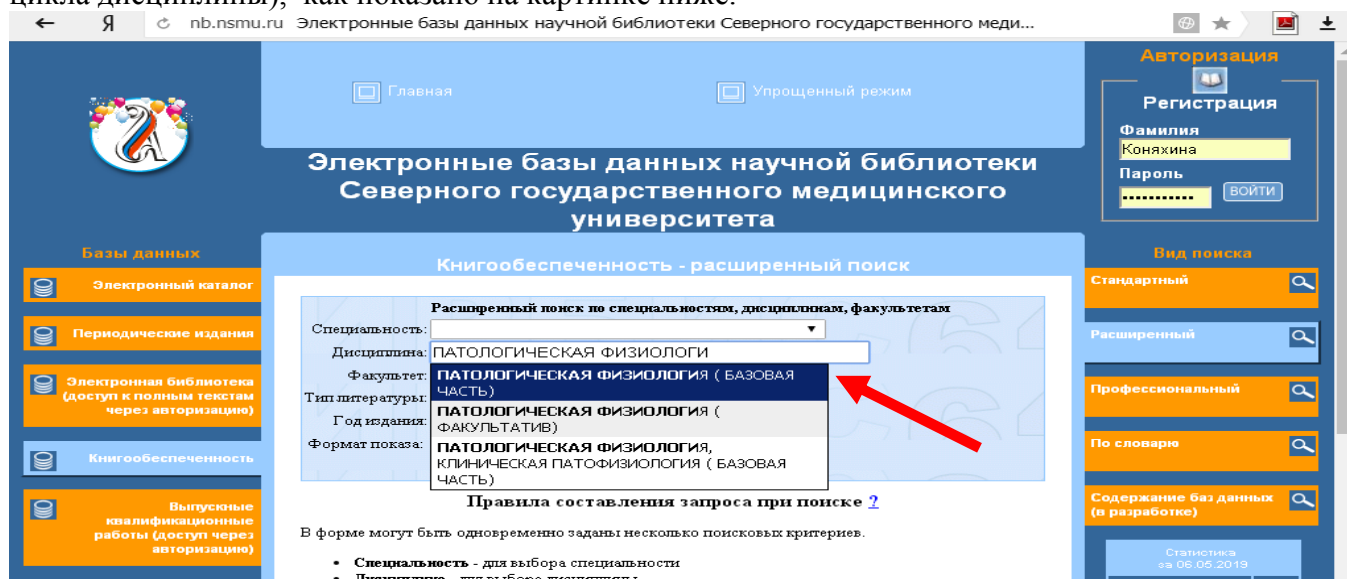 цикла дисциплины), как показано на картинке ниже.
Я nb.nsmu.ru Электронные базы данных научной библиотеки Северного государственного меди...
Главная
Упрощенный режим
Электронные базы данных научной библиотеки
Северного государственного медицинского
университета
Авторизация
Регистрация
Фамилия
Коняхина
Пароль
•••••••••••
ВОЙТИ
Базы данных
Электронный каталог
Периодические издания
Электронная библиотека
(доступ к полным текстам
через авторизацию)
Книгообеспеченность
Выпускные
квалификационные
работы (доступ через
авторизацию)
Книгообеспеченность - расширенный поиск
Расширенный поиск по специальностям, дисциплинам, факультетам
Специальность:
Дисциплина: ПАТОЛОГИЧЕСКАЯ ФИЗИОЛОГИ
Факультет:
Тип литературы:
Год издания:
Формат показа:
ПАТОЛОГИЧЕСКАЯ ФИЗИОЛОГИЯ ( БАЗОВАЯ
ЧАСТЬ)
ПАТОЛОГИЧЕСКАЯ ФИЗИОЛОГИЯ (
ФАКУЛЬТАТИВ)
ПАТОЛОГИЧЕСКАЯ ФИЗИОЛОГИЯ,
КЛИНИЧЕСКАЯ ПАТОФИЗИОЛОГИЯ ( БАЗОВАЯ
ЧАСТЬ)
Правила составления запроса при поиске ?
В форме могут быть одновременно заданы несколько поисковых критериев.
• Специальность - для выбора специальности
Вид поиска
Стандартный
Расширенный
Профессиональный
По словарю
Содержание баз данных
(в разработке)
Статистика
за 06.05.2019